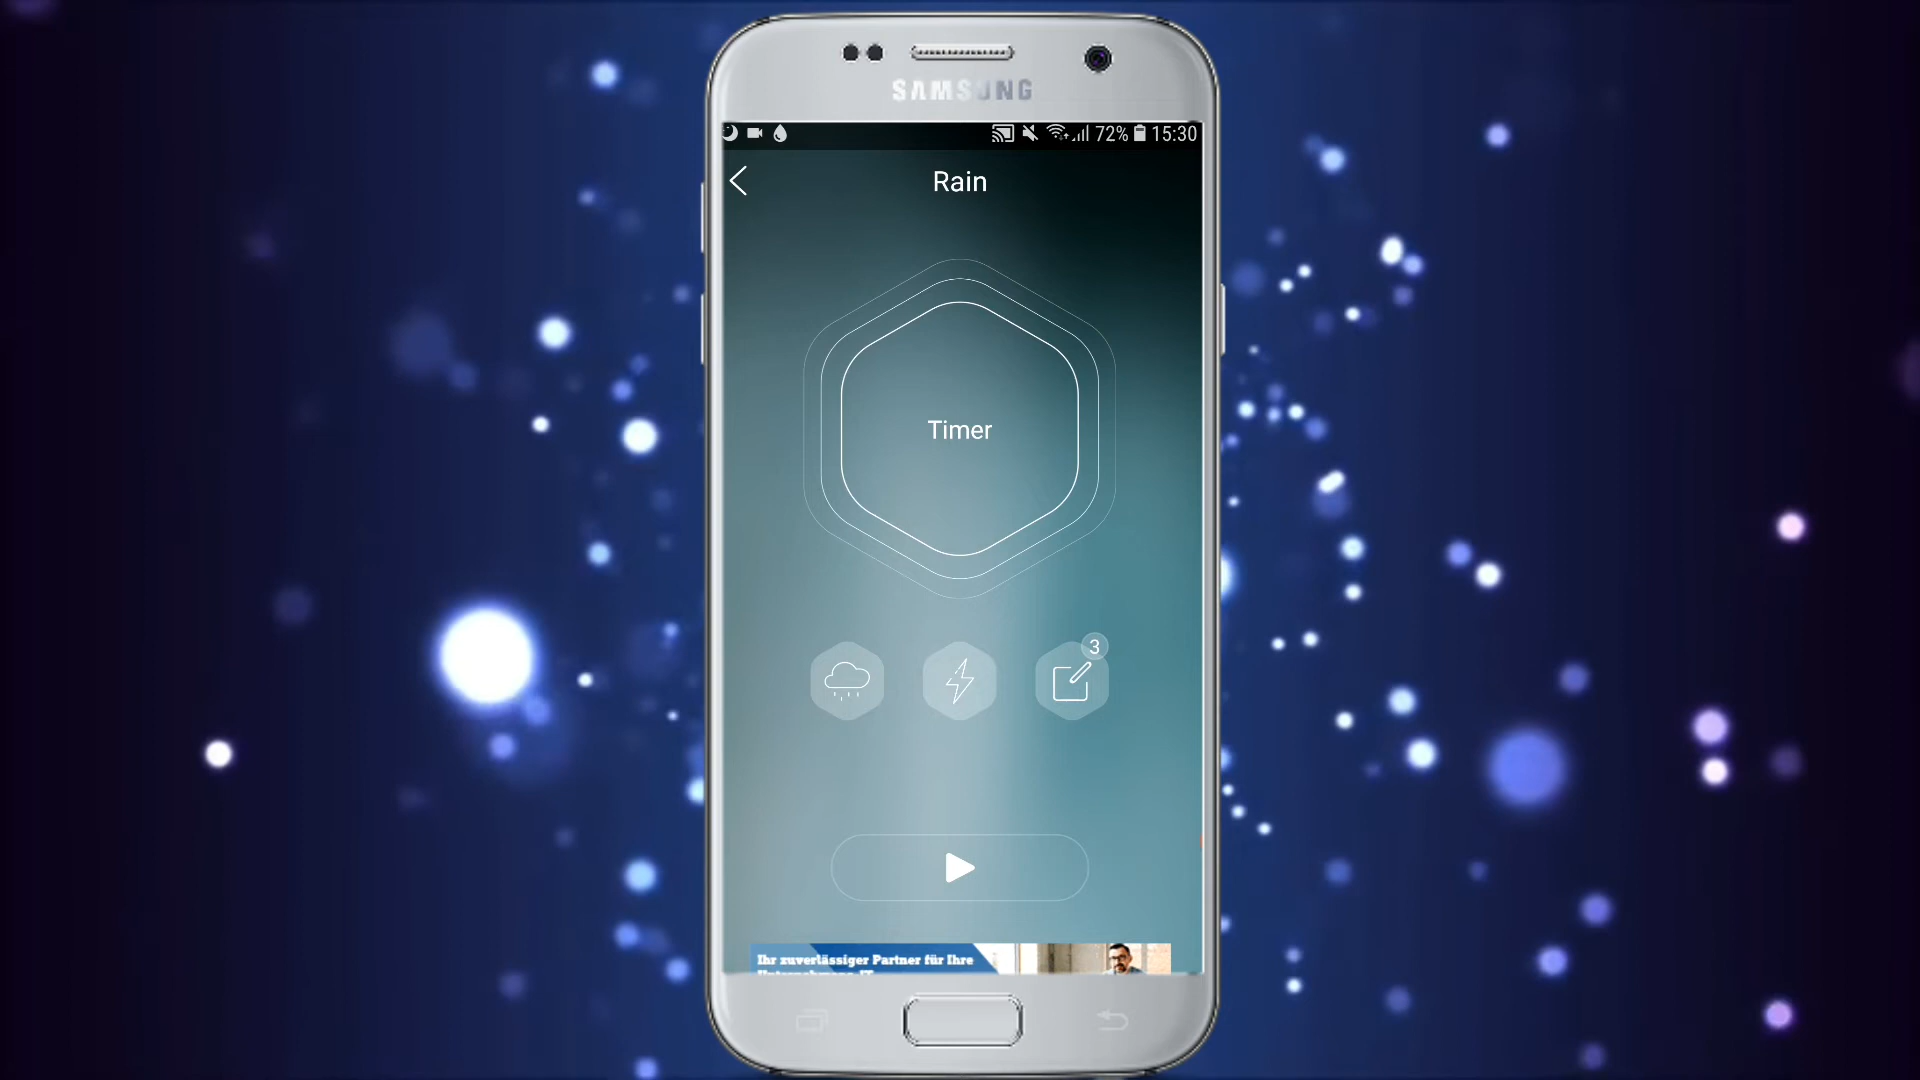 SAMSUNG
72% 15:30
Rain
Timer
3
Ihr zuverlässiger Partner für Ihre